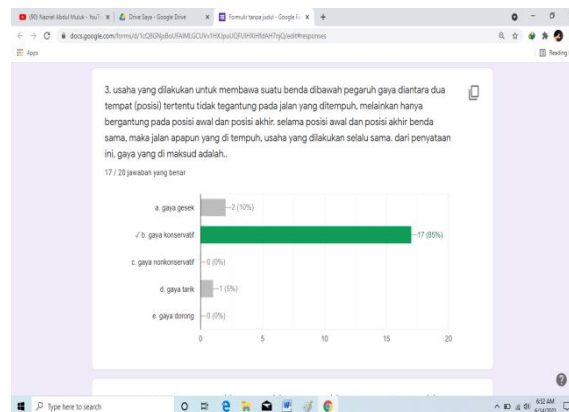 (90) Nazriel Abdul Muluk - YouT
Drive Saya - Google Drive
Formulir tanpa judul - Google F
Apps
Reading
3. usaha yang dilakukan untuk membawa suatu benda dibawah pegaruh gaya diantara dua
tempat (posisi) tertentu tidak tegantung pada jalan yang ditempuh, melainkan hanya
bergantung pada posisi awal dan posisi akhir. selama posisi awal dan posisi akhir benda
sama, maka jalan apapun yang di tempuh, usaha yang dilakukan selalu sama. dari penyataan
ini, gaya yang di maksud adalah..
17 / 20 jawaban yang benar
a. gaya gesek
2 (10%)
✓ b. gaya konservatif
17 (85%)
c. gaya nonkonservatif
0 (0%)
d. gaya tarik
1 (5%)
e. gaya dorong
0 (0%)
0 5 10 15 20
Type here to search
6:52 AM